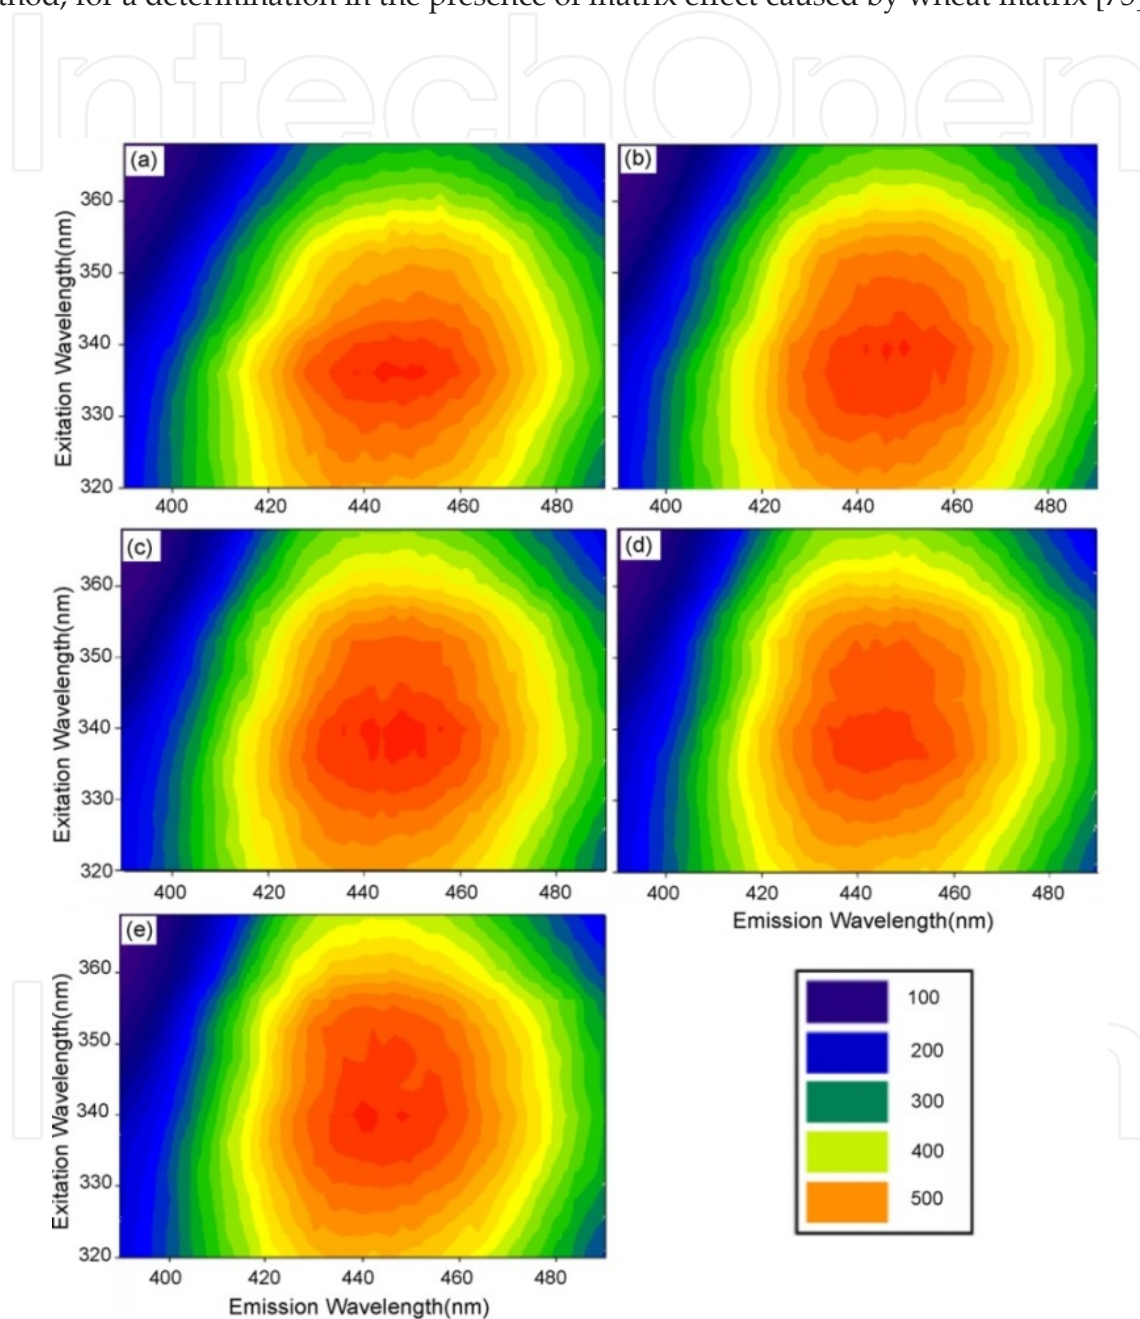 thod, for a determination in the presence of matrix effect caused by wheat matrix [75]
IntechOpen
(a)
(b)
Exitation Wavelength(nm)
360
350
340
330
320
400 420 440 460 480
400 420 440 460 480
(c)
(d)
Exitation Wavelength(nm)
360
350
340
330
320
400 420 440 460 480
400 420 440 460 480
Emission Wavelength(nm)
(e)
Exitation Wavelength(nm)
360
350
340
330
320
400 420 440 460 480
Emission Wavelength(nm)
100
200
300
400
500